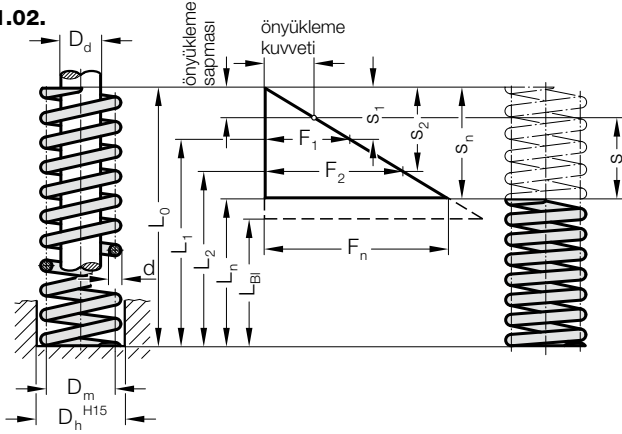 1.02.
D_d
önyükleme
sapması
önyükleme
kuvveti
s_1
s_2
s_n
s
F_1
F_2
F_n
L_0
L_1
L_2
L_n
L_Bl
d
D_m
D_h^H15